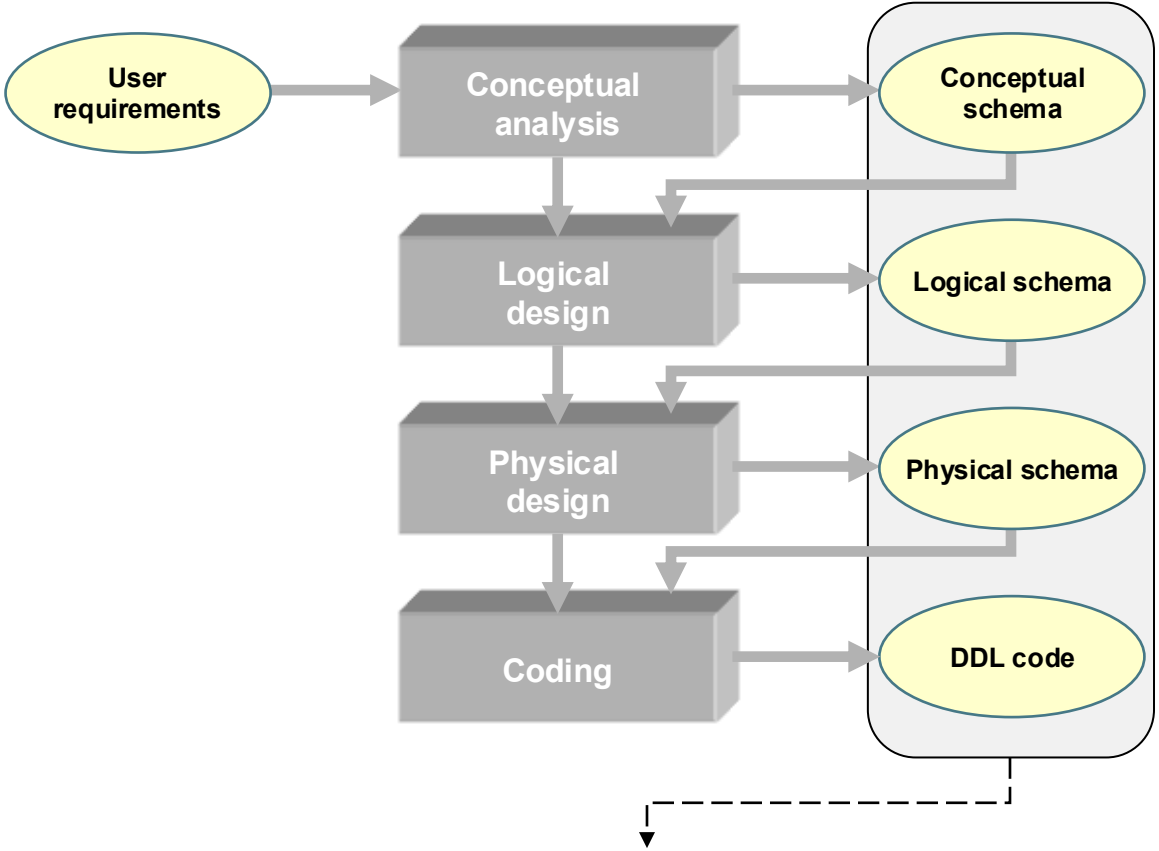 User
requirements
Conceptual
analysis
Conceptual
schema
Logical
design
Logical schema
Physical
design
Physical schema
Coding
DDL code